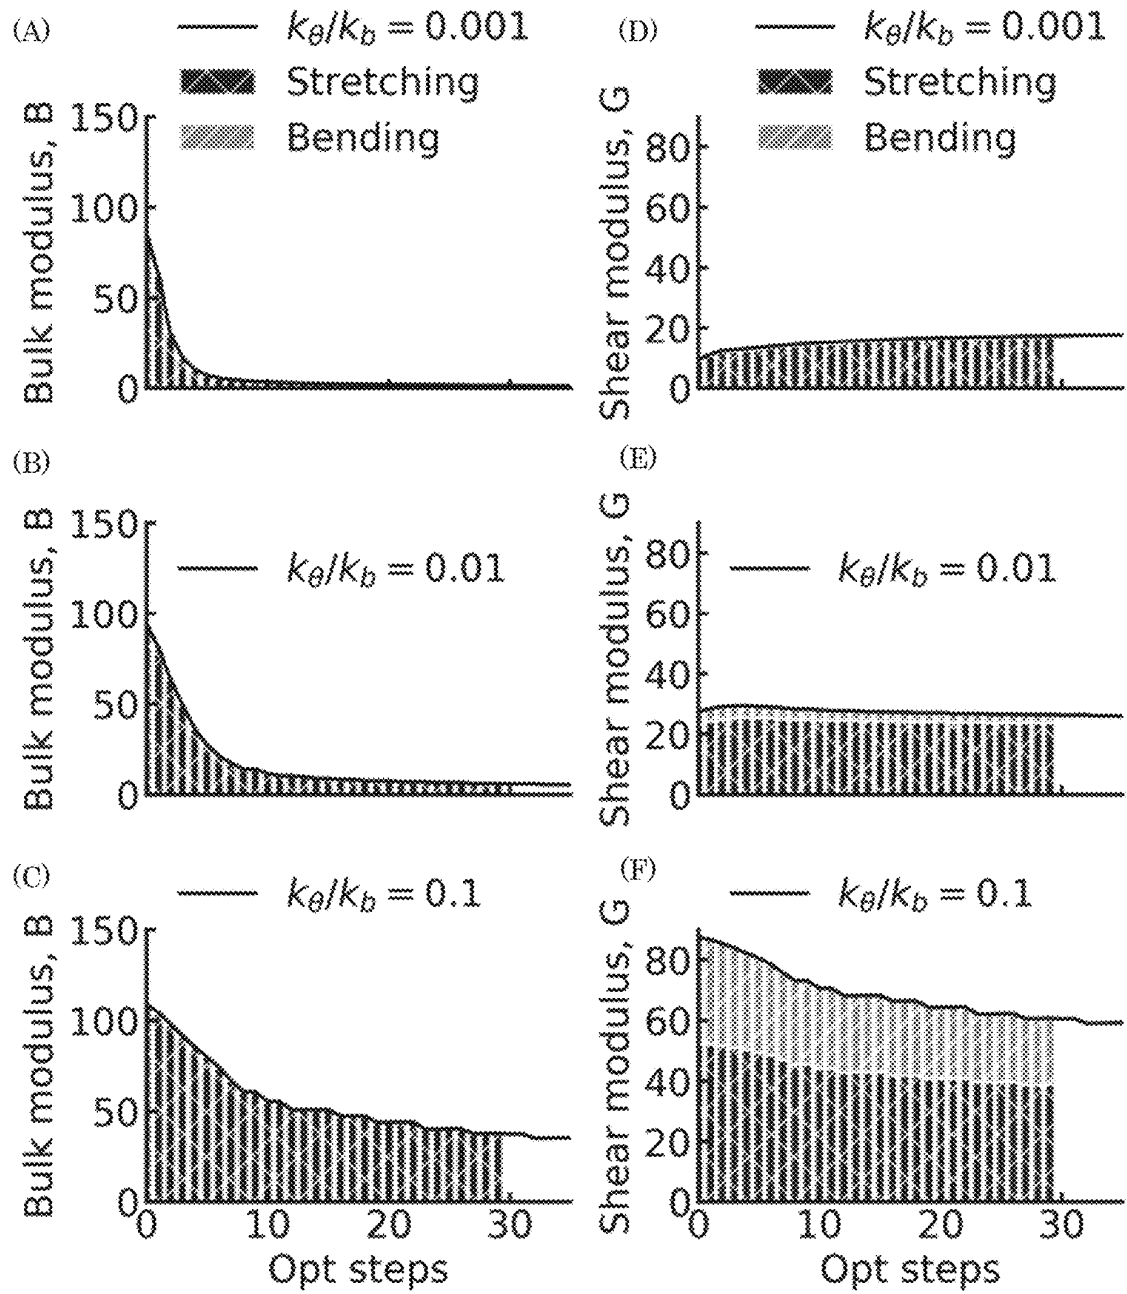 (A)
kθ/kb = 0.001
Stretching
Bending
Bulk modulus, B
150
100
50
0
(D)
kθ/kb = 0.001
Stretching
Bending
Shear modulus, G
80
60
40
20
0
(B)
kθ/kb = 0.01
Bulk modulus, B
150
100
50
0
(E)
kθ/kb = 0.01
Shear modulus, G
80
60
40
20
0
(C)
kθ/kb = 0.1
Bulk modulus, B
150
100
50
0
0 10 20 30
Opt steps
(F)
kθ/kb = 0.1
Shear modulus, G
80
60
40
20
0
0 10 20 30
Opt steps